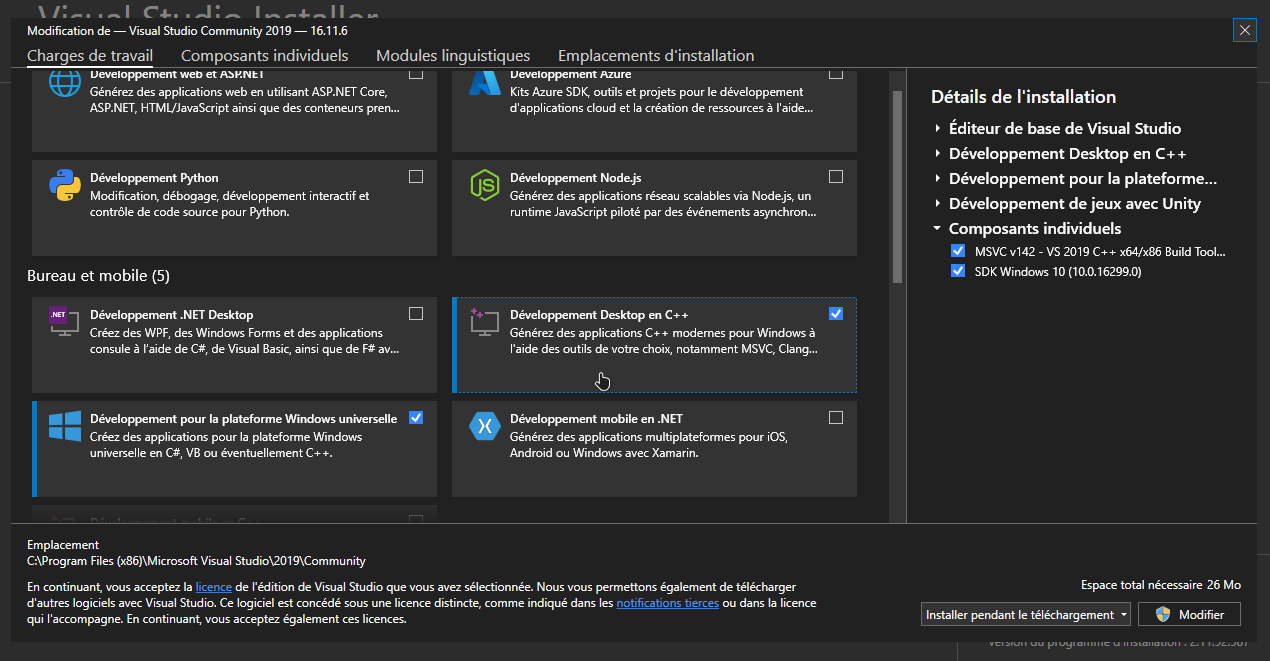 Visual Studio Installer
Modification de — Visual Studio Community 2019 — 16.11.6
Charges de travail
Composants individuels
Modules linguistiques
Emplacements d'installation
Développement web et ASP.NET
Générez des applications web en utilisant ASP.NET Core,
ASP.NET, HTML/JavaScript ainsi que des conteneurs pren...
Développement Azure
Kits Azure SDK, outils et projets pour le développement
d'applications cloud et la création de ressources à l'aide...
Développement Python
Modification, débogage, développement interactif et
contrôle de code source pour Python.
JS
Développement Node.js
Générez des applications réseau scalables via Node.js, un
runtime JavaScript piloté par des événements asynchron...
Bureau et mobile (5)
.NET
Développement .NET Desktop
Créez des WPF, des Windows Forms et des applications
consule à l'aide de C#, de Visual Basic, ainsi que de F# av...
Développement Desktop en C++
Générez des applications C++ modernes pour Windows à
l'aide des outils de votre choix, notamment MSVC, Clang...
Développement pour la plateforme Windows universelle
Créez des applications pour la plateforme Windows
universelle en C#, VB ou éventuellement C++.
Développement mobile en .NET
Générez des applications multiplateformes pour iOS,
Android ou Windows avec Xamarin.
Développement mobile en C++
Détails de l'installation
Éditeur de base de Visual Studio
Développement Desktop en C++
Développement pour la plateforme...
Développement de jeux avec Unity
Composants individuels
MSVC v142 - VS 2019 C++ x64/x86 Build Tool...
SDK Windows 10 (10.0.16299.0)
Emplacement
C:\Program Files (x86)\Microsoft Visual Studio\2019\Community
En continuant, vous acceptez la licence de l'édition de Visual Studio que vous avez sélectionnée. Nous vous permettons également de télécharger
d'autres logiciels avec Visual Studio. Ce logiciel est concédé sous une licence distincte, comme indiqué dans les notifications tierces ou dans la licence
qui l'accompagne. En continuant, vous acceptez également ces licences.
Espace total nécessaire 26 Mo
Installer pendant le téléchargement
Modifier
Version du programme d'installation : 2.11.52.587